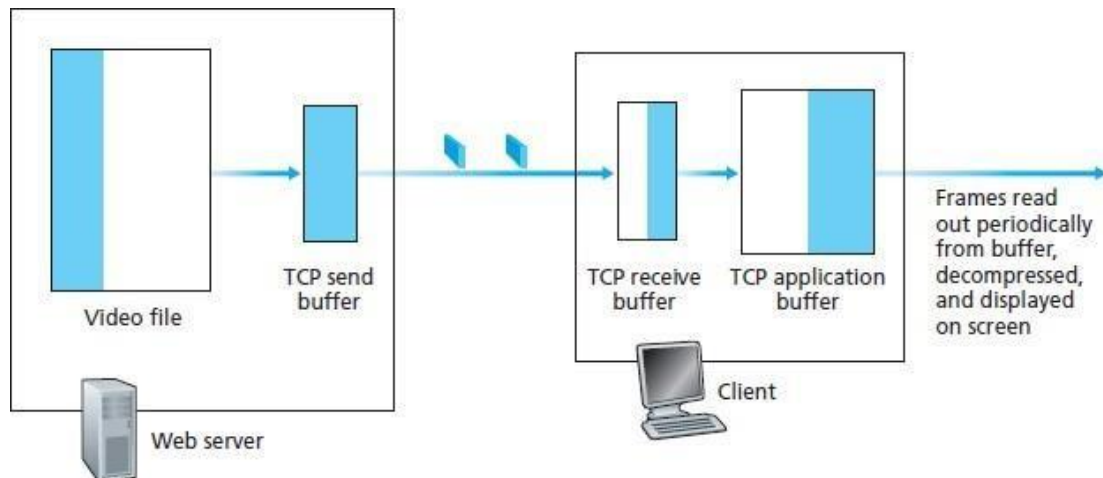 Video file
TCP send
buffer
Web server
TCP receive
buffer
TCP application
buffer
Client
Frames read
out periodically
from buffer,
decompressed,
and displayed
on screen